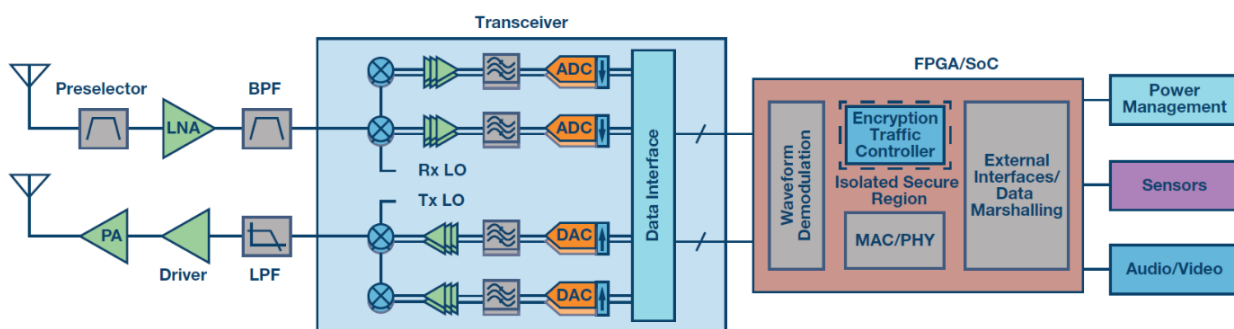 Transceiver
FPGA/SoC
Preselector
BPF
LNA
ADC
ADC
Rx LO
Tx LO
PA
Driver
LPF
DAC
DAC
Data Interface
Waveform
Demodulation
Encryption
Traffic
Controller
Isolated Secure
Region
MAC/PHY
External
Interfaces/
Data
Marshalling
Power
Management
Sensors
Audio/Video